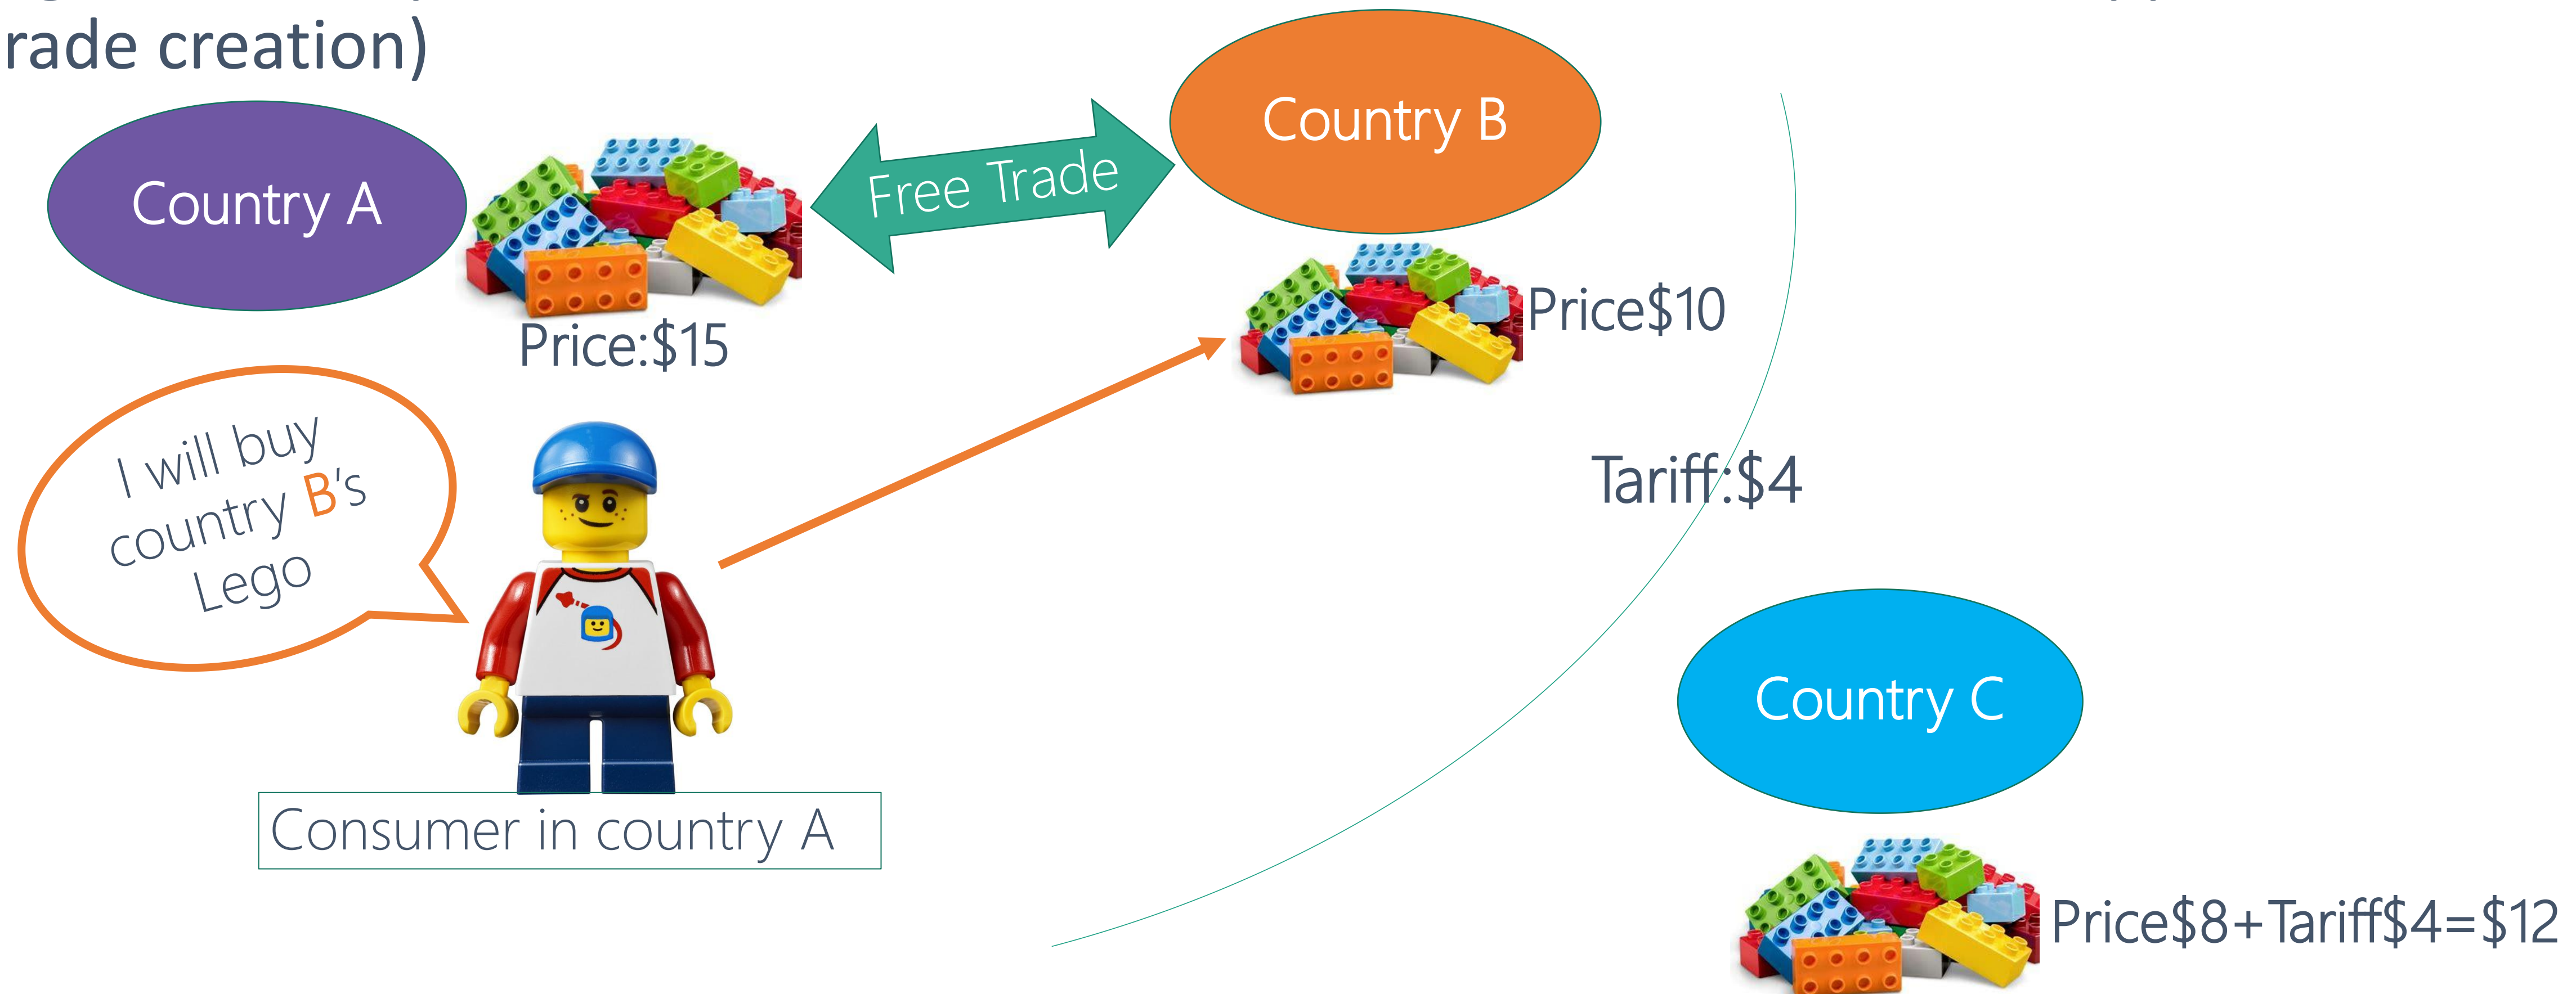 rade creation)
Country A
Country B
Free Trade
Price:$15
Price$10
I will buy
country B's
Lego
Tariff:$4
Country C
Consumer in country A
Price$8+Tariff$4=$12